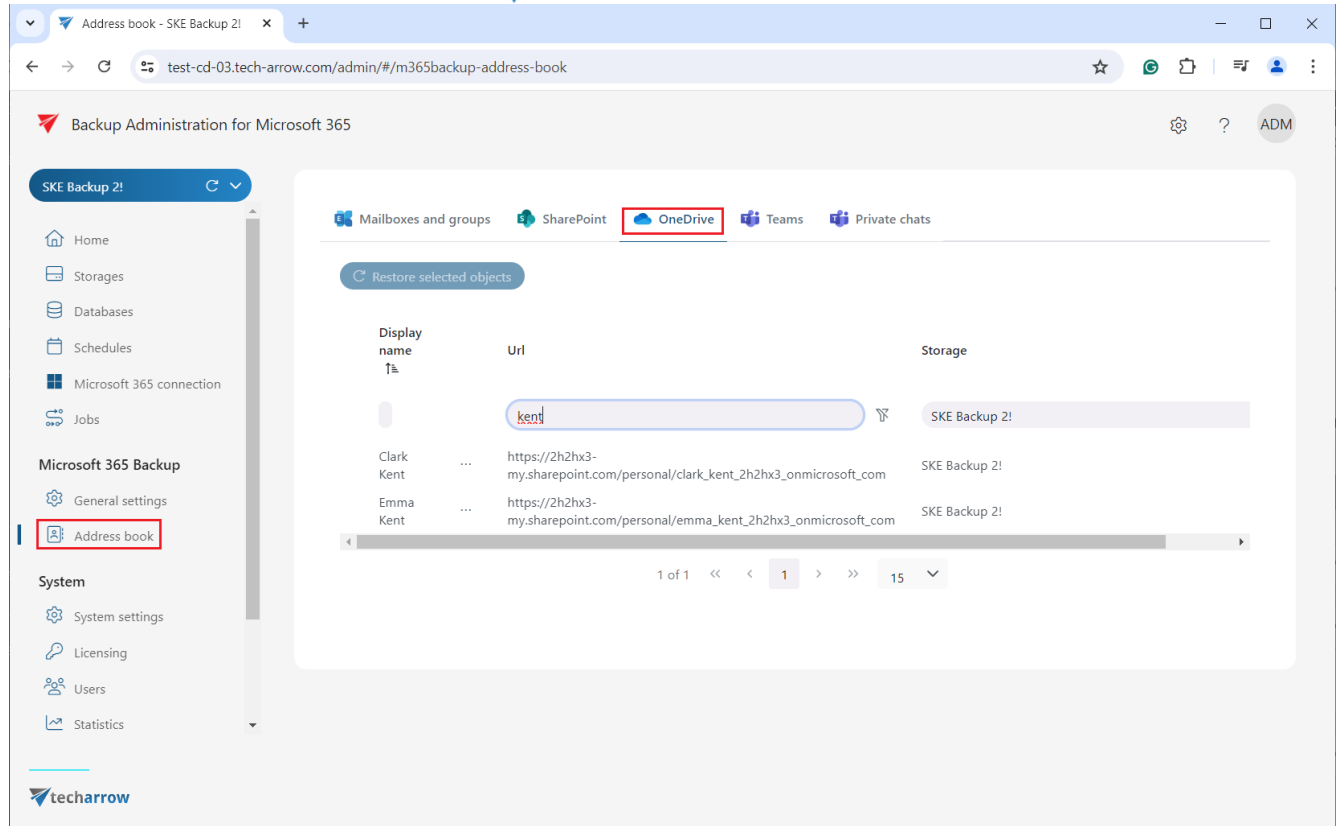 Address book - SKE Backup 2!
test-cd-03.tech-arrow.com/admin/#/m365backup-address-book
Backup Administration for Microsoft 365
?
ADM
SKE Backup 2!
Home
Storages
Databases
Schedules
Microsoft 365 connection
Jobs
Microsoft 365 Backup
General settings
Address book
System
System settings
Licensing
Users
Statistics
techarrow
Mailboxes and groups
SharePoint
OneDrive
Teams
Private chats
Restore selected objects
Display
name
Url
Storage
kent
SKE Backup 2!
Clark
Kent
...
https://2h2hx3-
my.sharepoint.com/personal/clark_kent_2h2hx3_onmicrosoft_com
SKE Backup 2!
Emma
Kent
...
https://2h2hx3-
my.sharepoint.com/personal/emma_kent_2h2hx3_onmicrosoft_com
SKE Backup 2!
1 of 1 << < 1 > >> 15